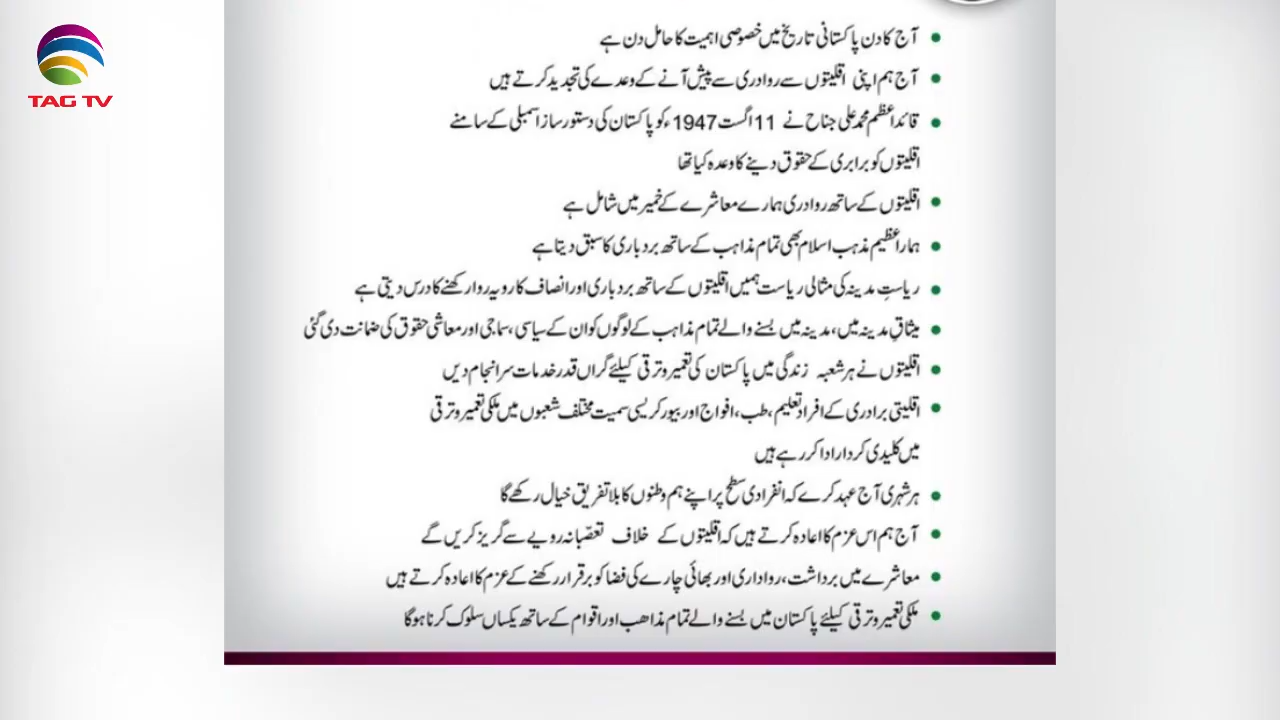 TAG TV
آج کا دن پاکستانی تاریخ میں خصوصی اہمیت کا حامل دن ہے
آج ہم اپنی اقلیتوں سے رواداری سے پیش آنے کے وعدے کی تجدید کرتے ہیں
قائداعظم محمد علی جناح نے 11 اگست 1947ء کو پاکستان کی دستور ساز اسمبلی کے سامنے
اقلیتوں کو برابری کے حقوق دینے کا وعدہ کیا تھا
اقلیتوں کے ساتھ رواداری ہمارے معاشرے کے خمیر میں شامل ہے
ہمارا عظیم مذہب اسلام بھی تمام مذاہب کے ساتھ بردباری کا سبق دیتا ہے
ریاستِ مدینہ کی مثالی ریاست ہمیں اقلیتوں کے ساتھ بردباری اور انصاف کا رویہ روا رکھنے کا درس دیتی ہے
میثاقِ مدینہ میں، مدینہ میں بسنے والے تمام مذاہب کے لوگوں کو ان کے سیاسی، سماجی اور معاشی حقوق کی ضمانت دی گئی
اقلیتوں نے ہر شعبہ زندگی میں پاکستان کی تعمیر و ترقی کیلئے گراں قدر خدمات سرانجام دیں
اقلیتی برادری کے افراد تعلیم، طب، افواج اور بیوروکریسی سمیت مختلف شعبوں میں ملکی تعمیر و ترقی
میں کلیدی کردار ادا کر رہے ہیں
ہر شہری آج عہد کرے کہ انفرادی سطح پر اپنے ہم وطنوں کا بلا تفریق خیال رکھے گا
آج ہم اس عزم کا اعادہ کرتے ہیں کہ اقلیتوں کے خلاف تعصّبانہ رویے سے گریز کریں گے
معاشرے میں برداشت، رواداری اور بھائی چارے کی فضا کو برقرار رکھنے کے عزم کا اعادہ کرتے ہیں
ملکی تعمیر و ترقی کیلئے پاکستان میں بسنے والے تمام مذاھب اور اقوام کے ساتھ یکساں سلوک کرنا ہوگا